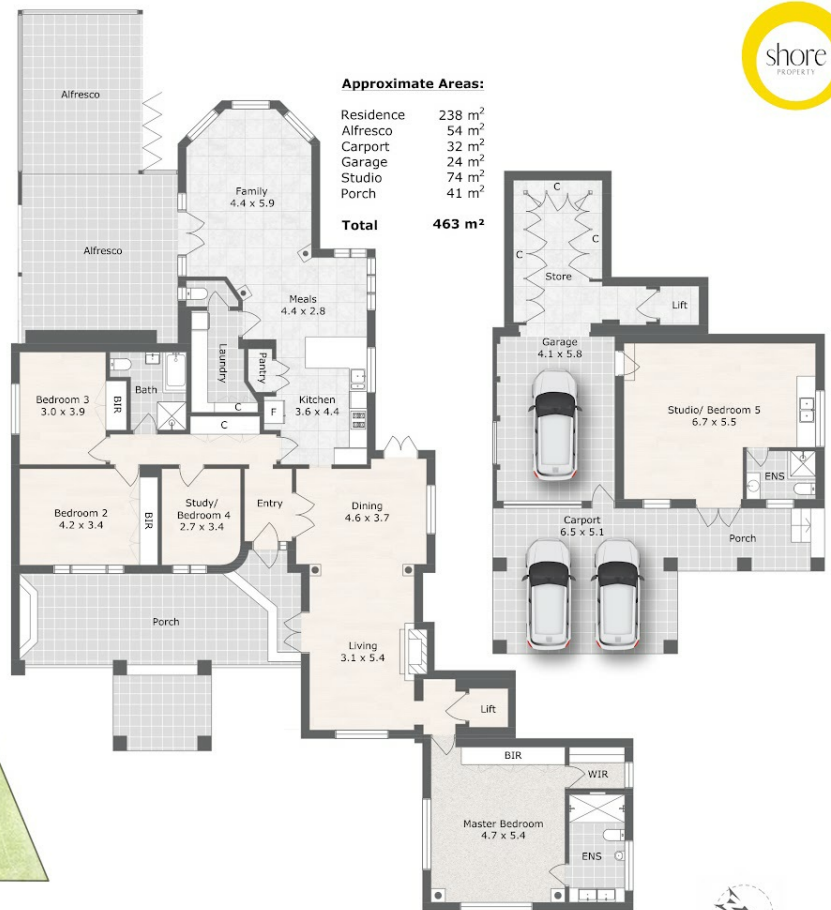 shore
PROPERTY
Approximate Areas:
Residence 238 m²
Alfresco 54 m²
Carport 32 m²
Garage 24 m²
Studio 74 m²
Porch 41 m²
Total 463 m²
Alfresco
Alfresco
Family
4.4 x 5.9
Meals
4.4 x 2.8
Laundry
Pantry
Kitchen
3.6 x 4.4
F
C
C
Bedroom 3
3.0 x 3.9
BIR
Bath
Bedroom 2
4.2 x 3.4
BIR
Study/
Bedroom 4
2.7 x 3.4
Entry
Dining
4.6 x 3.7
Porch
Living
3.1 x 5.4
Lift
BIR
WIR
Master Bedroom
4.7 x 5.4
ENS
C
C
C
Store
Lift
Garage
4.1 x 5.8
Studio/ Bedroom 5
6.7 x 5.5
ENS
Carport
6.5 x 5.1
Porch